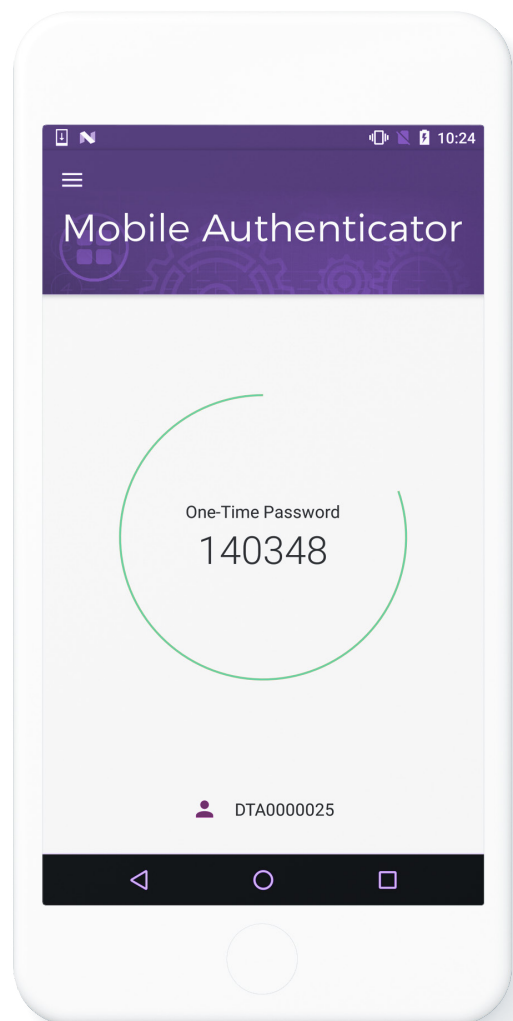 10:24
Mobile Authenticator
One-Time Password
140348
DTA0000025